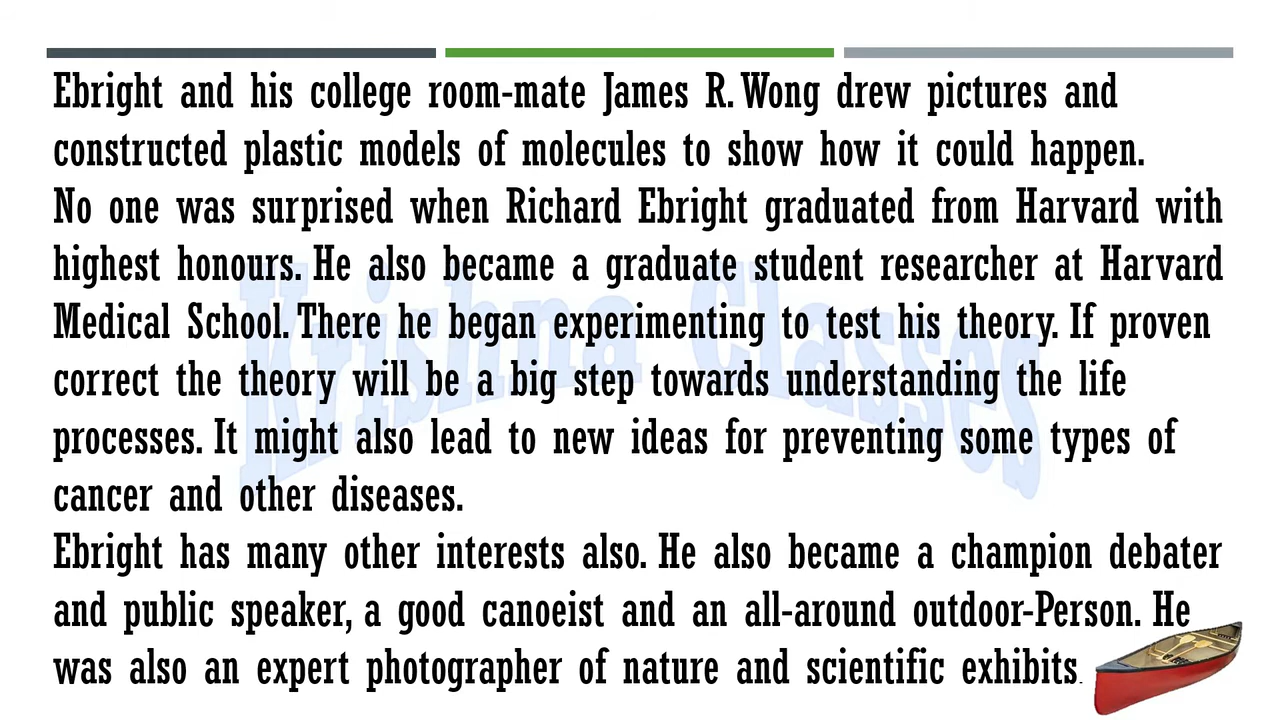 Ebright and his college room-mate James R. Wong drew pictures and
constructed plastic models of molecules to show how it could happen.
No one was surprised when Richard Ebright graduated from Harvard with
highest honours. He also became a graduate student researcher at Harvard
Medical School. There he began experimenting to test his theory. If proven
correct the theory will be a big step towards understanding the life
processes. It might also lead to new ideas for preventing some types of
cancer and other diseases.
Ebright has many other interests also. He also became a champion debater
and public speaker, a good canoeist and an all-around outdoor-Person. He
was also an expert photographer of nature and scientific exhibits.
Krishna Classes